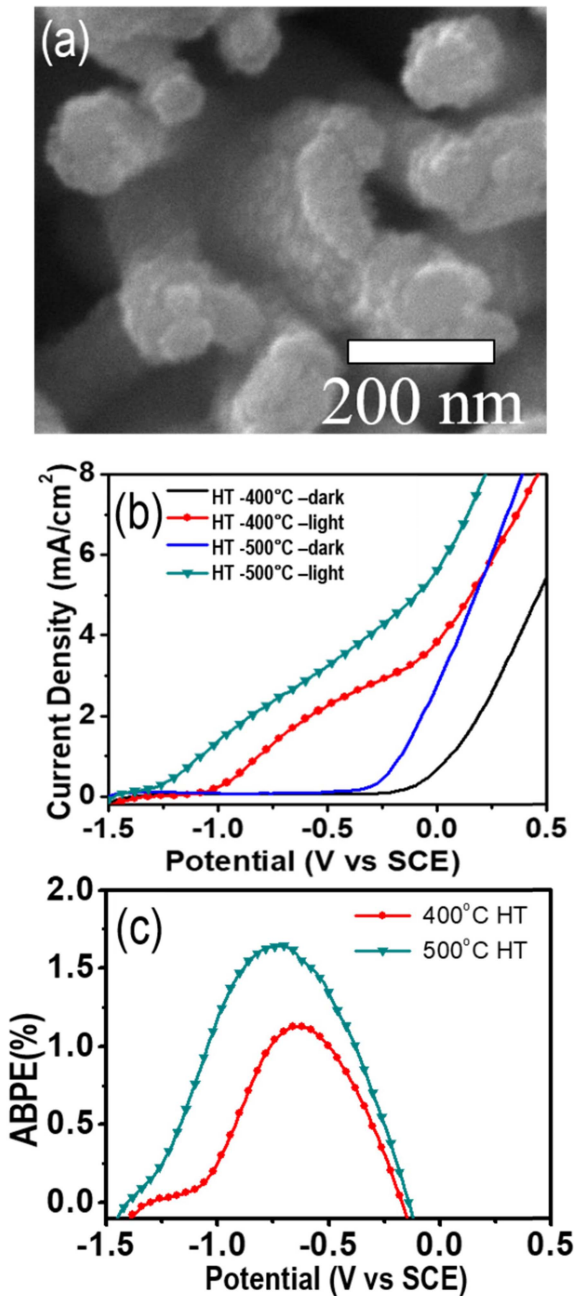 (a)
200 nm
(b)
HT -400°C –dark
HT -400°C –light
HT -500°C –dark
HT -500°C –light
Current Density (mA/cm²)
8
6
4
2
0
-1.5 -1.0 -0.5 0.0 0.5
Potential (V vs SCE)
(c)
400°C HT
500°C HT
ABPE(%)
2.0
1.5
1.0
0.5
0.0
-1.5 -1.0 -0.5 0.0 0.5
Potential (V vs SCE)